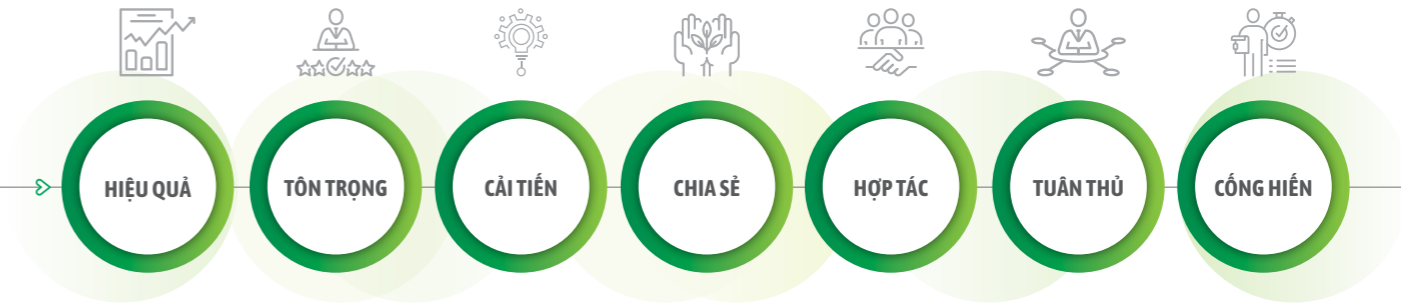 HIỆU QUẢ
TÔN TRỌNG
CẢI TIẾN
CHIA SẺ
HỢP TÁC
TUÂN THỦ
CỐNG HIẾN